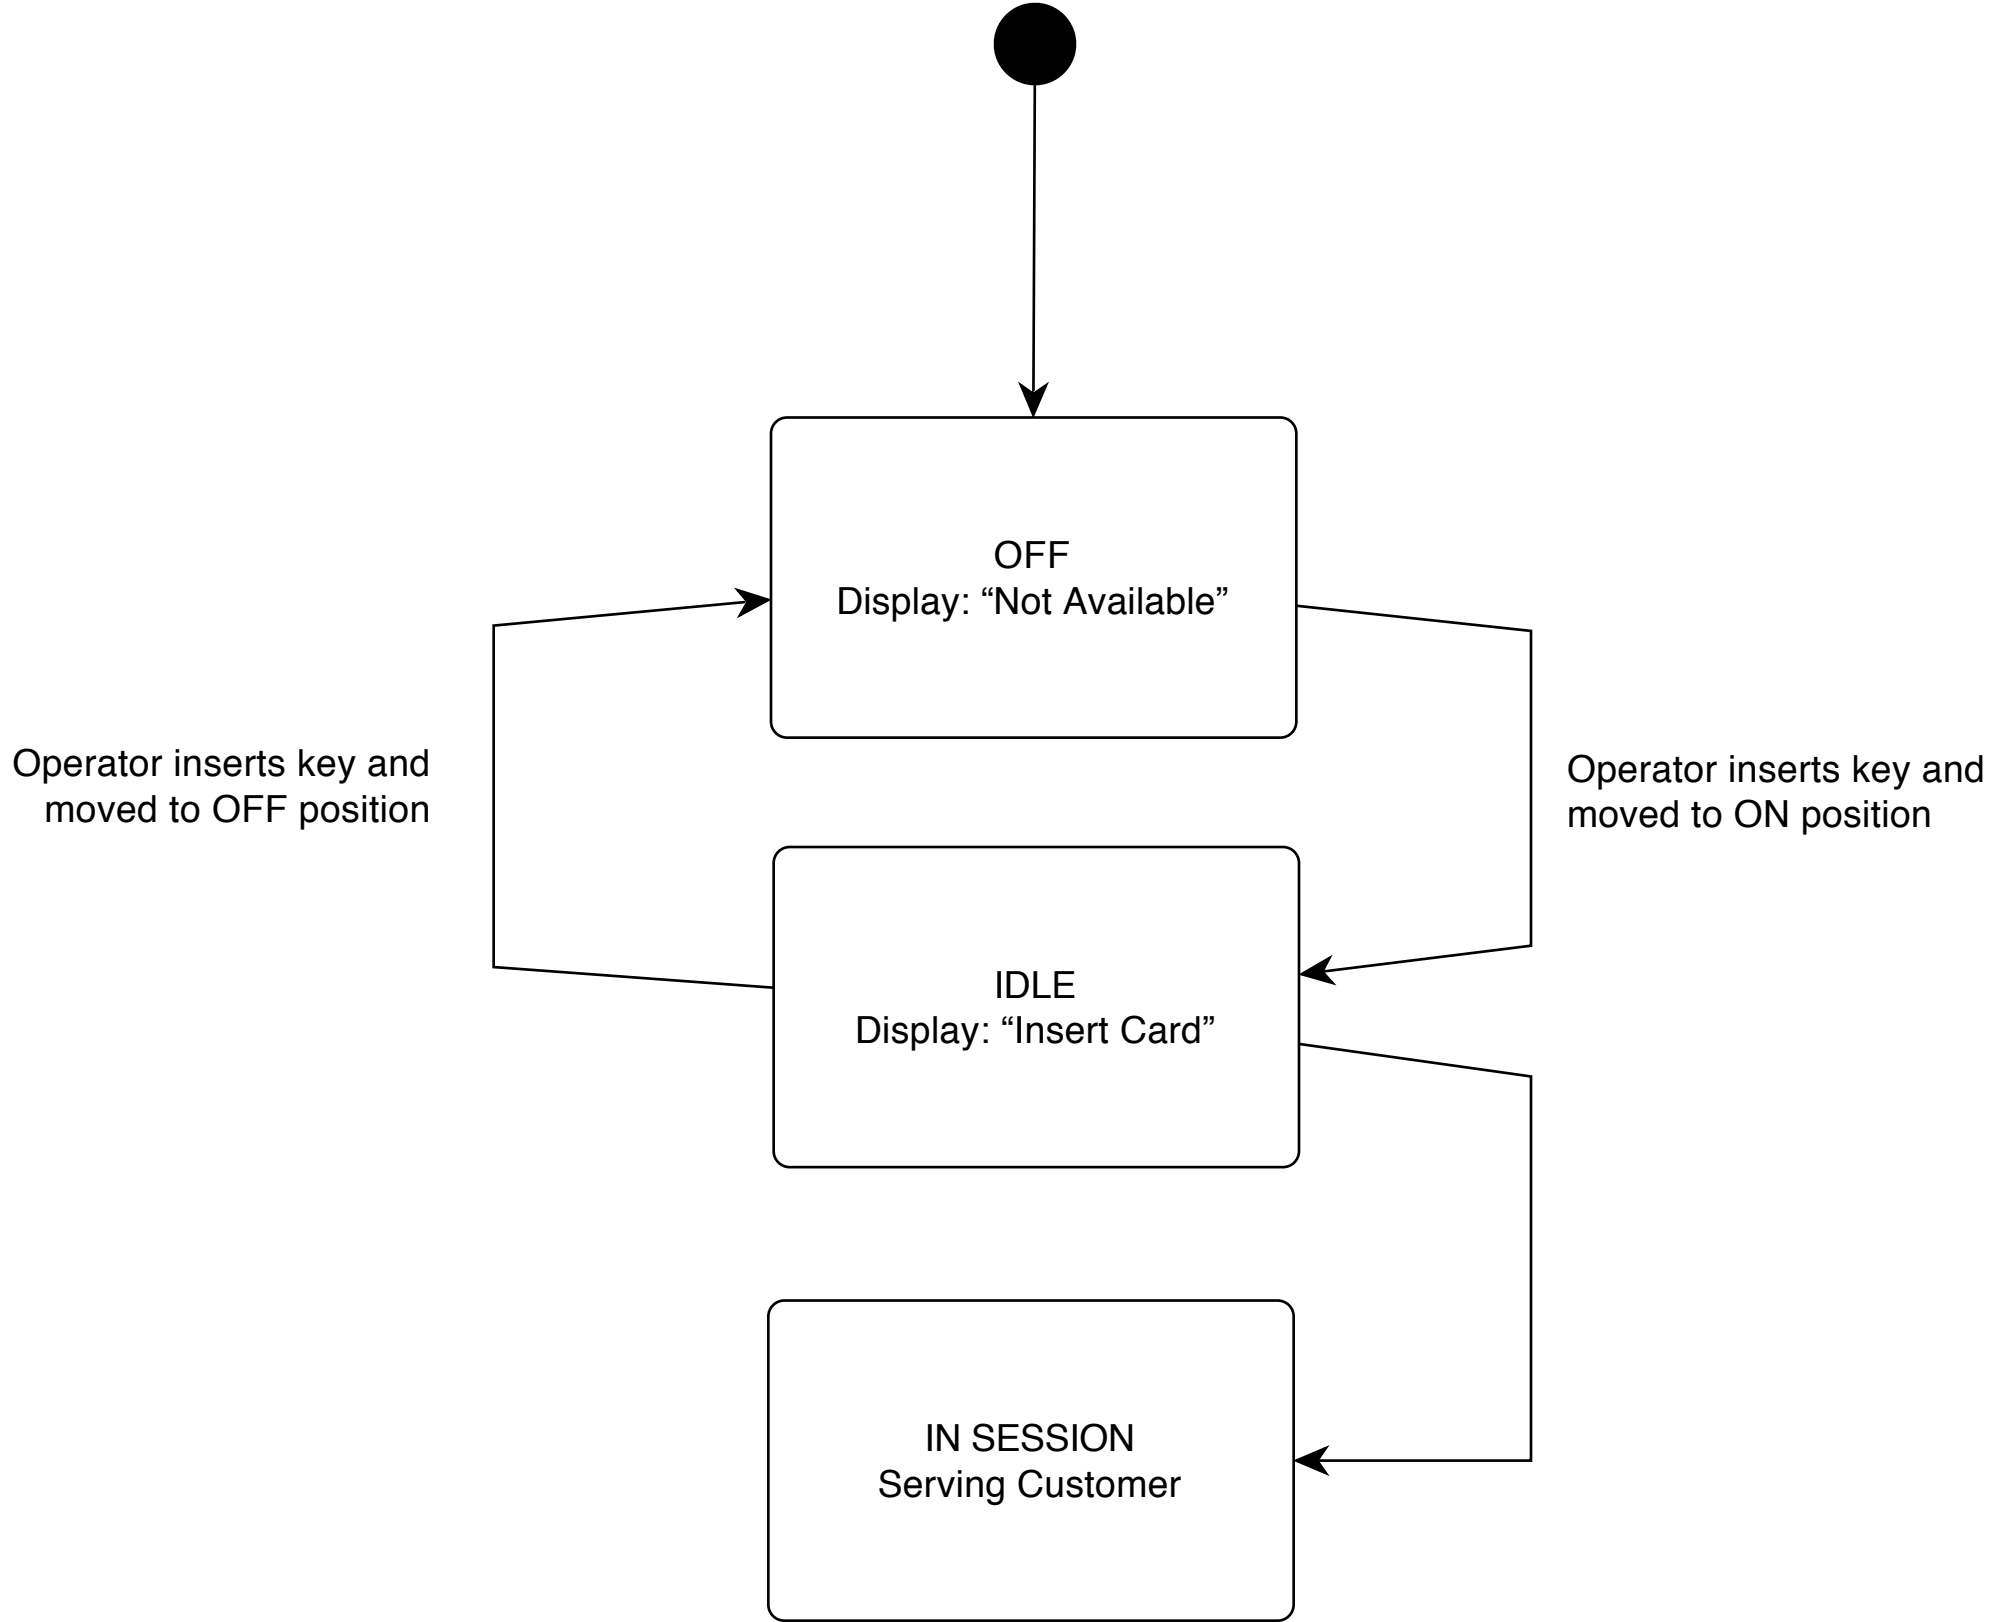 OFF
Display: “Not Available”
Operator inserts key and
moved to OFF position
Operator inserts key and
moved to ON position
IDLE
Display: “Insert Card”
IN SESSION
Serving Customer